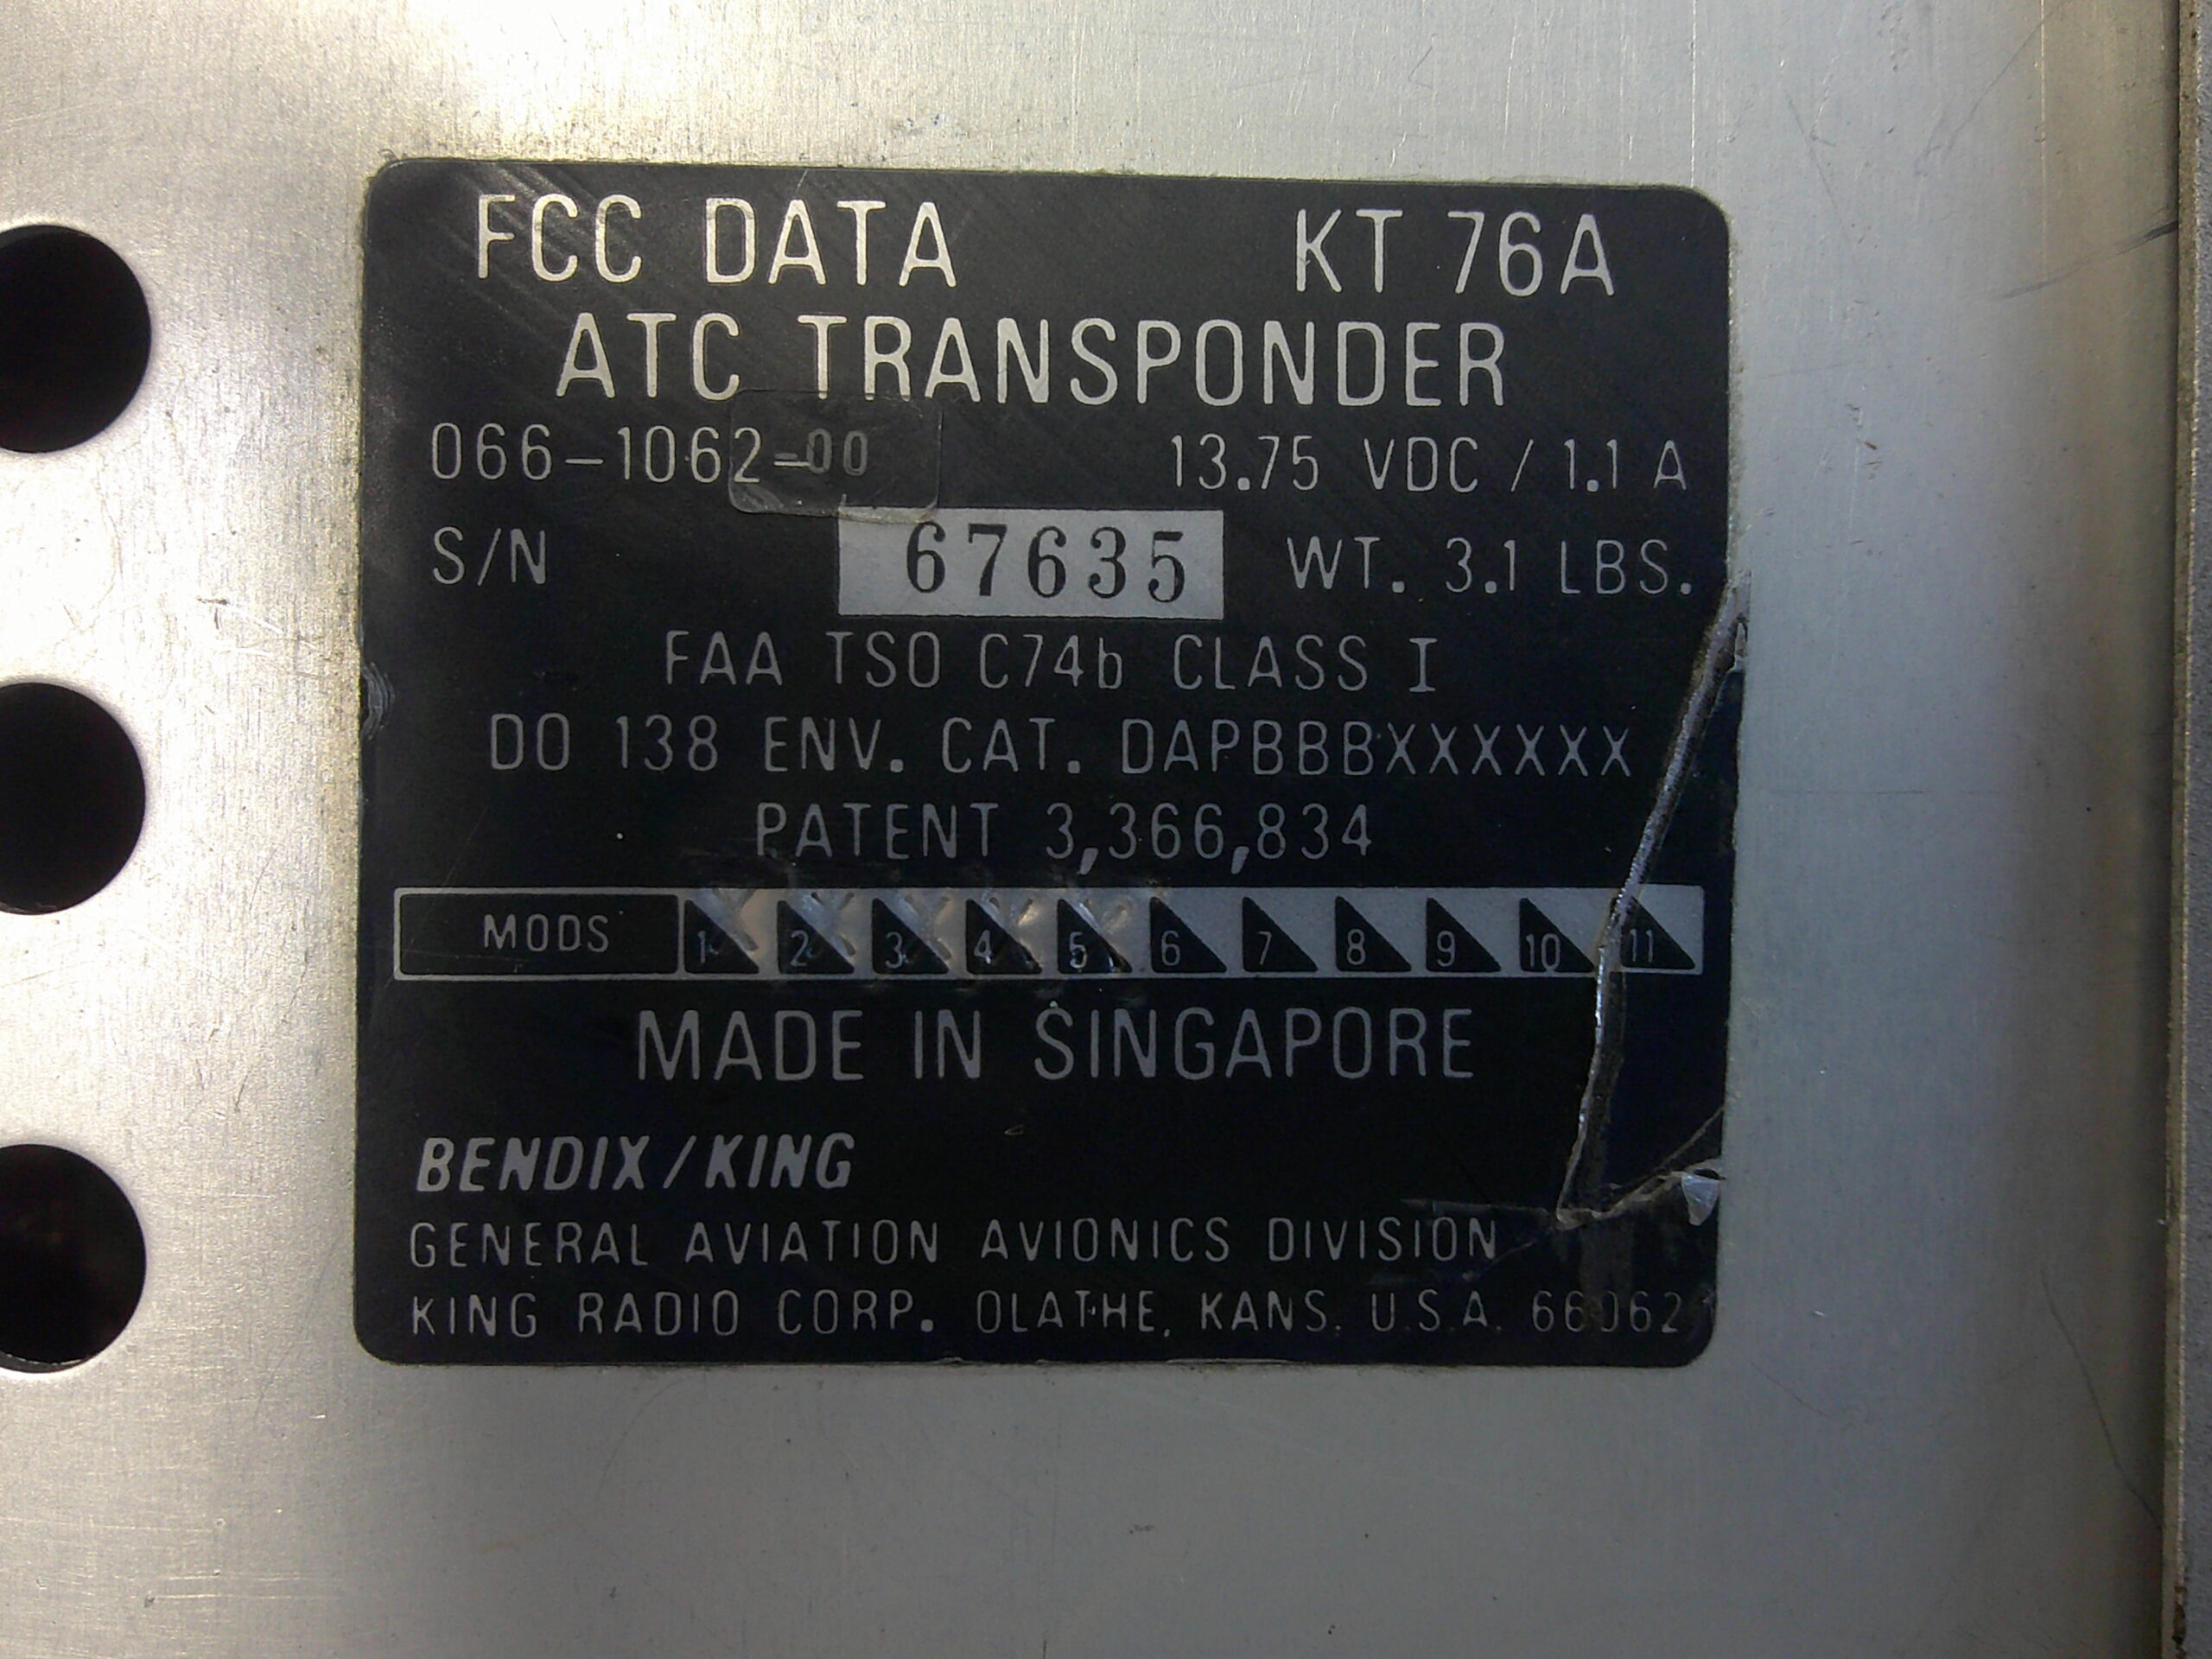 FCC DATA KT 76A
ATC TRANSPONDER
066-1062-00 13.75 VDC / 1.1 A
S/N 67635 WT. 3.1 LBS.
FAA TSO C74b CLASS I
DO 138 ENV. CAT. DAPBBBXXXXXX
PATENT 3,366,834
MODS 1 2 3 4 5 6 7 8 9 10 11
MADE IN SINGAPORE
BENDIX/KING
GENERAL AVIATION AVIONICS DIVISION
KING RADIO CORP. OLATHE, KANS. U.S.A. 66062